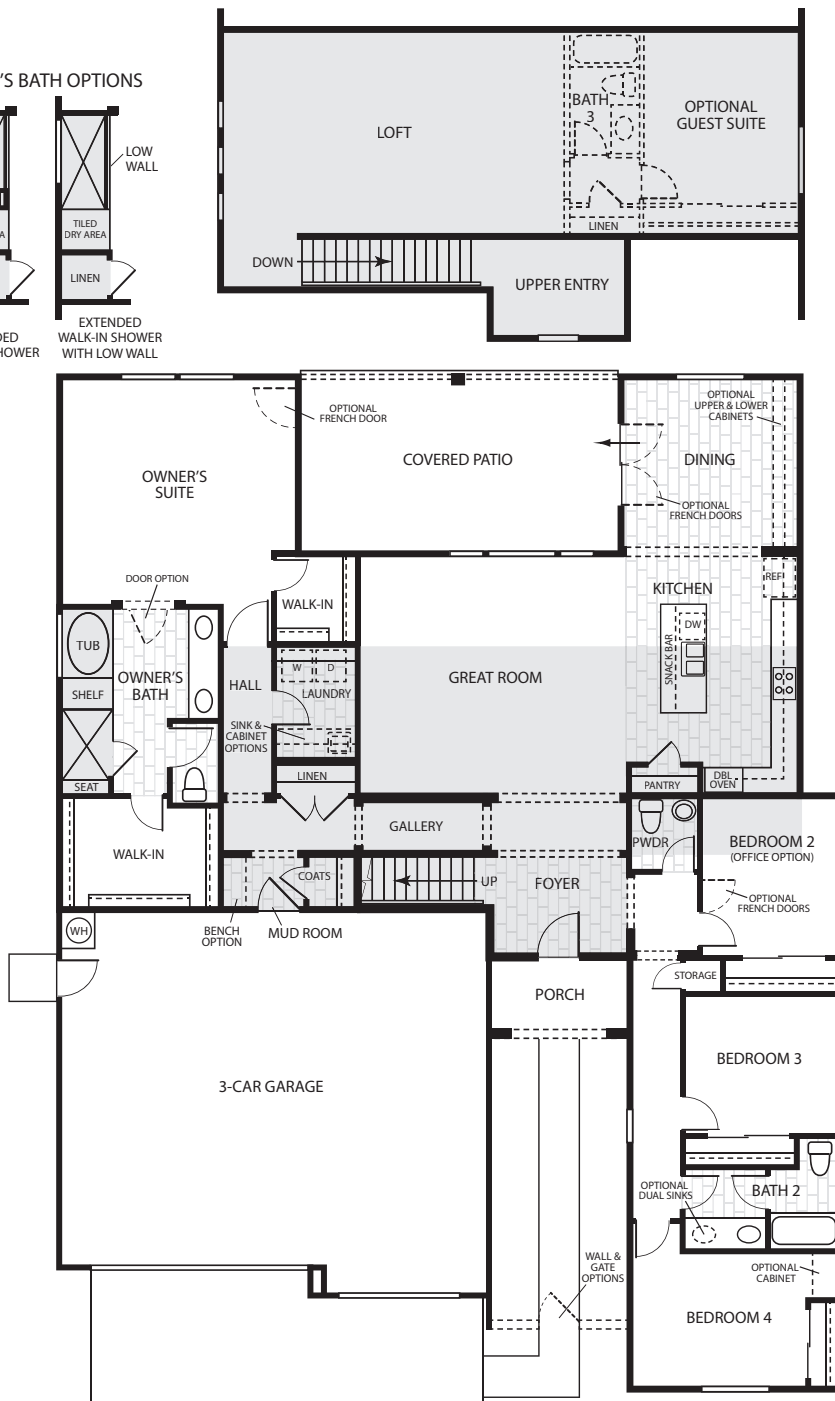 'S BATH OPTIONS
LOW
WALL
TILED
DRY AREA
A
LINEN
EXTENDED
WALK-IN SHOWER
WITH LOW WALL
DED
HOWER
LOFT
BATH
3
OPTIONAL
GUEST SUITE
LINEN
DOWN
UPPER ENTRY
OPTIONAL
FRENCH DOOR
OPTIONAL
UPPER & LOWER
CABINETS
OWNER'S
SUITE
COVERED PATIO
DINING
OPTIONAL
FRENCH DOORS
DOOR OPTION
WALK-IN
KITCHEN
REF
DW
SNACK BAR
TUB
SHELF
OWNER'S
BATH
HALL
W
D
LAUNDRY
GREAT ROOM
SINK &
CABINET
OPTIONS
SEAT
LINEN
PANTRY
DBL
OVEN
GALLERY
PWDR
BEDROOM 2
(OFFICE OPTION)
WALK-IN
COATS
UP
FOYER
OPTIONAL
FRENCH DOORS
WH
BENCH
OPTION
MUD ROOM
STORAGE
PORCH
BEDROOM 3
3-CAR GARAGE
OPTIONAL
DUAL SINKS
BATH 2
WALL &
GATE
OPTIONS
OPTIONAL
CABINET
BEDROOM 4